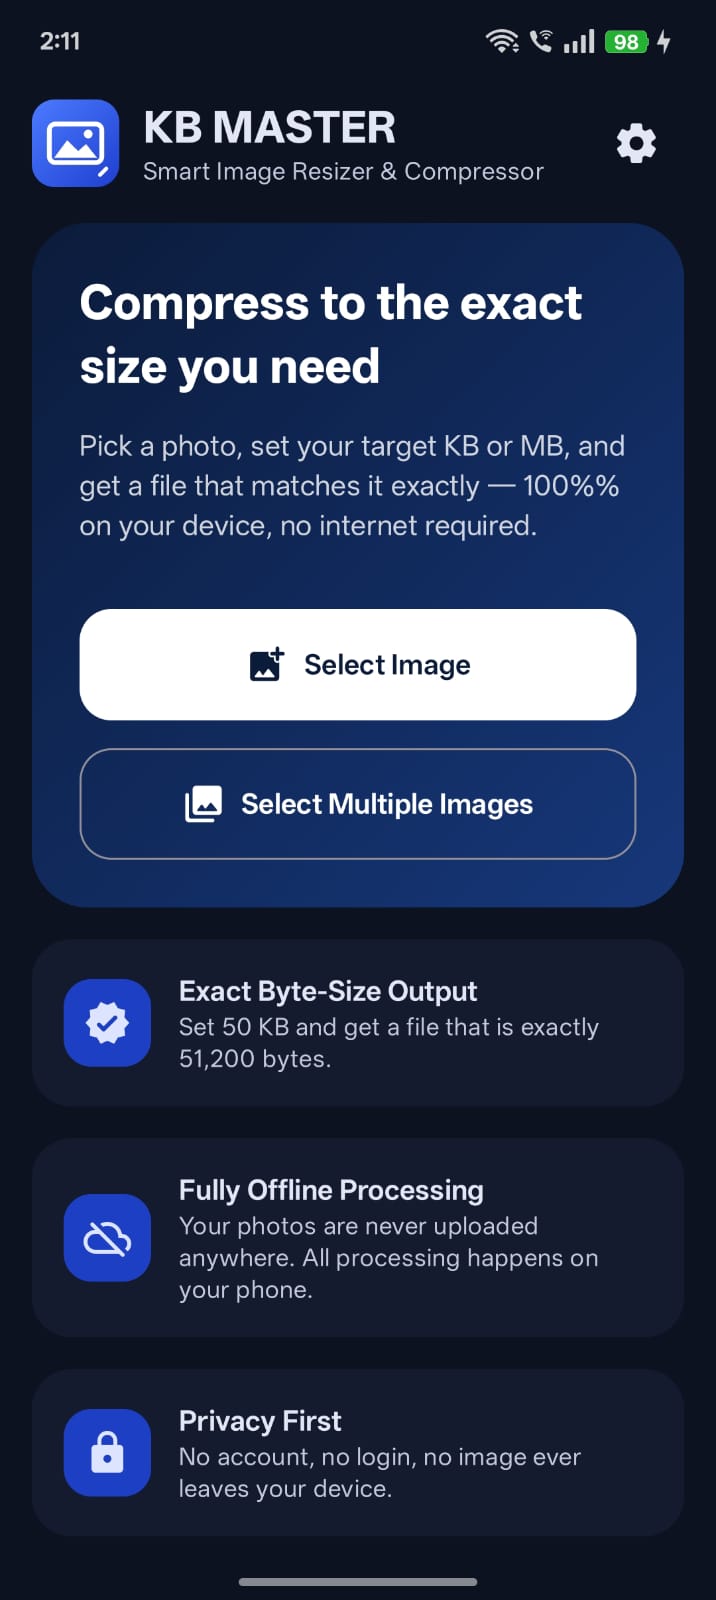 2:11
98
KB MASTER
Smart Image Resizer & Compressor
Compress to the exact
size you need
Pick a photo, set your target KB or MB, and
get a file that matches it exactly — 100%%
on your device, no internet required.
Select Image
Select Multiple Images
Exact Byte-Size Output
Set 50 KB and get a file that is exactly
51,200 bytes.
Fully Offline Processing
Your photos are never uploaded
anywhere. All processing happens on
your phone.
Privacy First
No account, no login, no image ever
leaves your device.